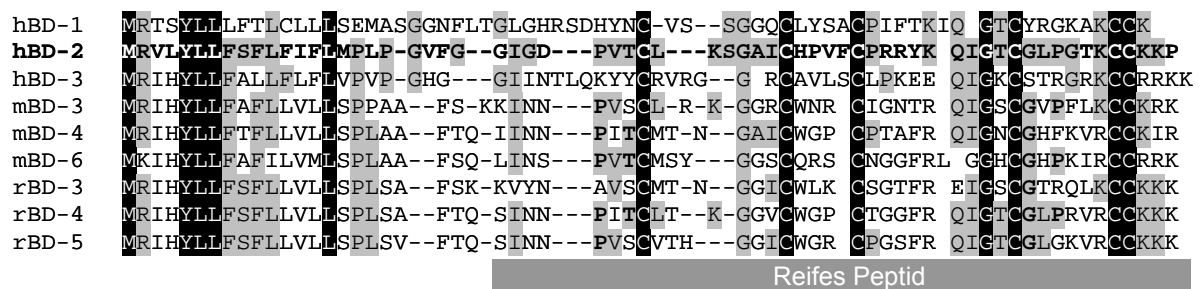 hBD-1 MRTSYLLLFTLCLLLSEMASGGNFLTGLGHRSDHYNC-VS--SGGQCLYSACPIFTKIQ GTCYRGKAKCCK
hBD-2 MRVLYLLFSFLFIFLMPLP-GVFG--GIGD---PVTCL---KSGAICHPVFCPRRYK QIGTCGLPGTKCCKKP
hBD-3 MRIHYLLFALLFLFLVPVP-GHG---GIINTLQKYYCRVRG--G RCAVLSCLPKEE QIGKCSTRGRKCCRRKK
mBD-3 MRIHYLLFAFLLVLLSPPAA--FS-KKINN---PVSCL-R-K-GGRCWNR CIGNTR QIGSCGVPFLKCCKRK
mBD-4 MRIHYLLFTFLLVLLSPLAA--FTQ-IINN---PITCMT-N--GAICWGP CPTAFR QIGNCGHFKVRCCKIR
mBD-6 MKIHYLLFAFILVMLSPLAA--FSQ-LINS---PVTCMSY---GGSCQRS CNGGFRL GGHCGHPKIRCCRRK
rBD-3 MRIHYLLFSFLLVLLSPLSA--FSK-KVYN---AVSCMT-N--GGICWLK CSGTFR EIGSCGTRQLKCCKKK
rBD-4 MRIHYLLFSFLLVLLSPLSA--FTQ-SINN---PITCLT--K-GGVCWGP CTGGFR QIGTCGLPRVRCCKKK
rBD-5 MRIHYLLFSFLLVLLSPLSV--FTQ-SINN---PVSCVTH---GGICWGR CPGSFR QIGTCGLGKVRCCKKK
Reifes Peptid